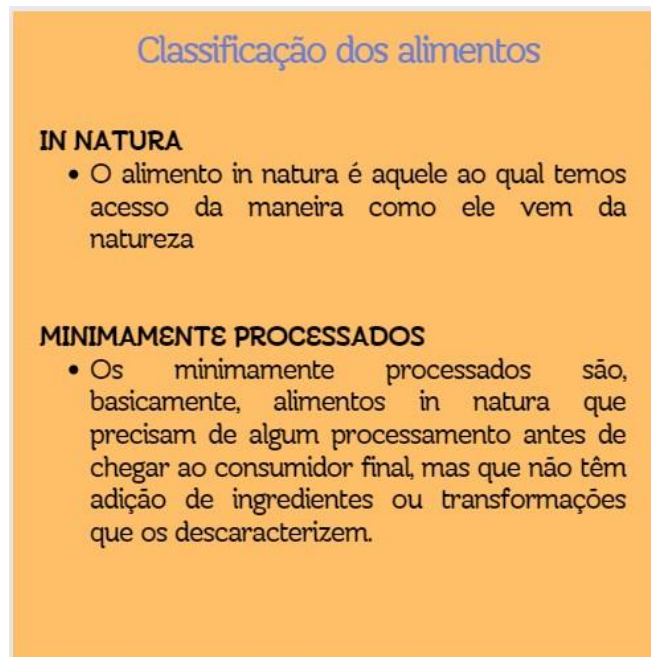 Classificação dos alimentos
IN NATURA
• O alimento in natura é aquele ao qual temos
acesso da maneira como ele vem da
natureza
MINIMAMENTE PROCESSADOS
• Os minimamente processados são,
basicamente, alimentos in natura que
precisam de algum processamento antes de
chegar ao consumidor final, mas que não têm
adição de ingredientes ou transformações
que os descaracterizem.